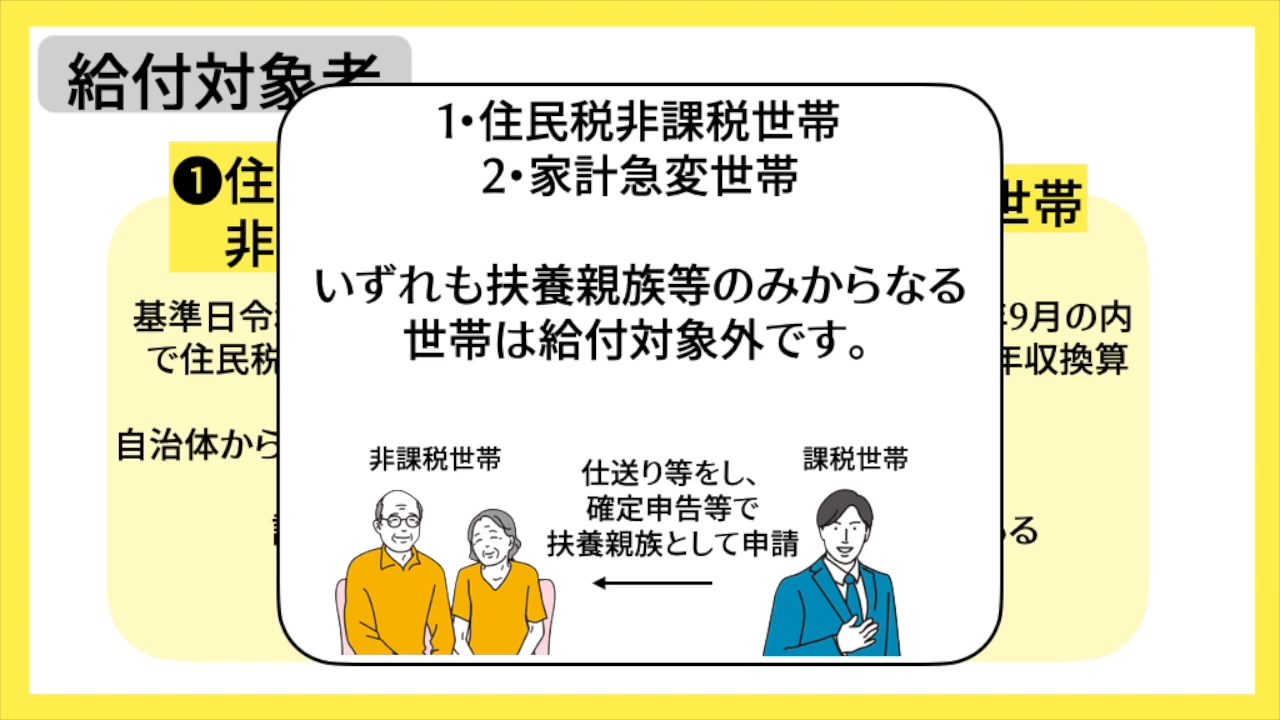 給付対象者
1・住民税非課税世帯
2・家計急変世帯
いずれも扶養親族等のみからなる
世帯は給付対象外です。
非課税世帯
仕送り等をし、
確定申告等で
扶養親族として申請
課税世帯
❶住
非
基準日令
で住民税
自治体から
世帯
9月の内
年収換算
る